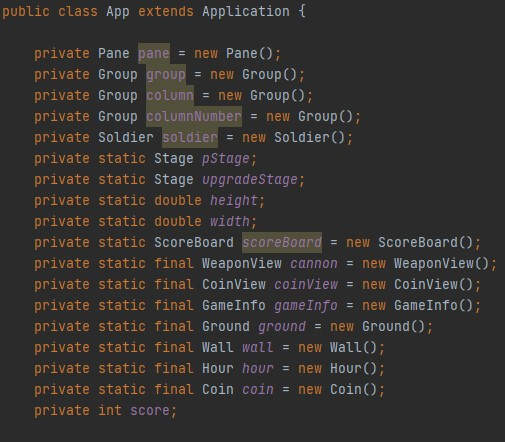 public class App extends Application {
private Pane pane = new Pane();
private Group group = new Group();
private Group column = new Group();
private Group columnNumber = new Group();
private Soldier soldier = new Soldier();
private static Stage pStage;
private static Stage upgradeStage;
private static double height;
private static double width;
private static ScoreBoard scoreBoard = new ScoreBoard();
private static final WeaponView cannon = new WeaponView();
private static final CoinView coinView = new CoinView();
private static final GameInfo gameInfo = new GameInfo();
private static final Ground ground = new Ground();
private static final Wall wall = new Wall();
private static final Hour hour = new Hour();
private static final Coin coin = new Coin();
private int score;